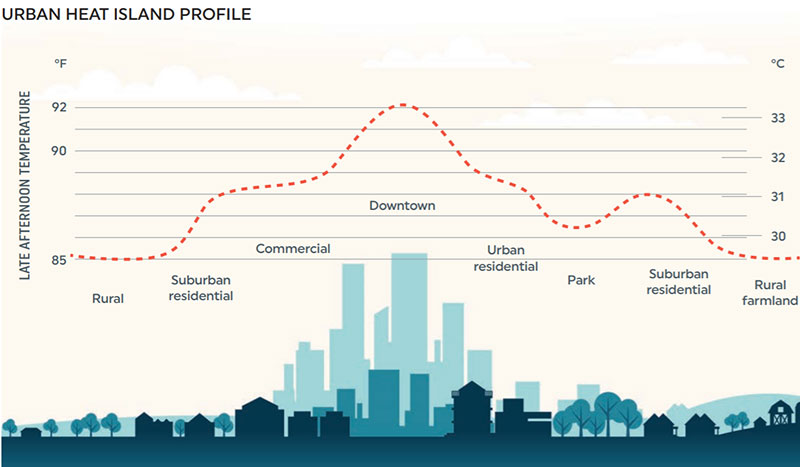 URBAN HEAT ISLAND PROFILE
°F
°C
LATE AFTERNOON TEMPERATURE
92
33
90
32
31
Downtown
30
Commercial
Urban
residential
85
Suburban
residential
Park
Suburban
residential
Rural
Rural
farmland